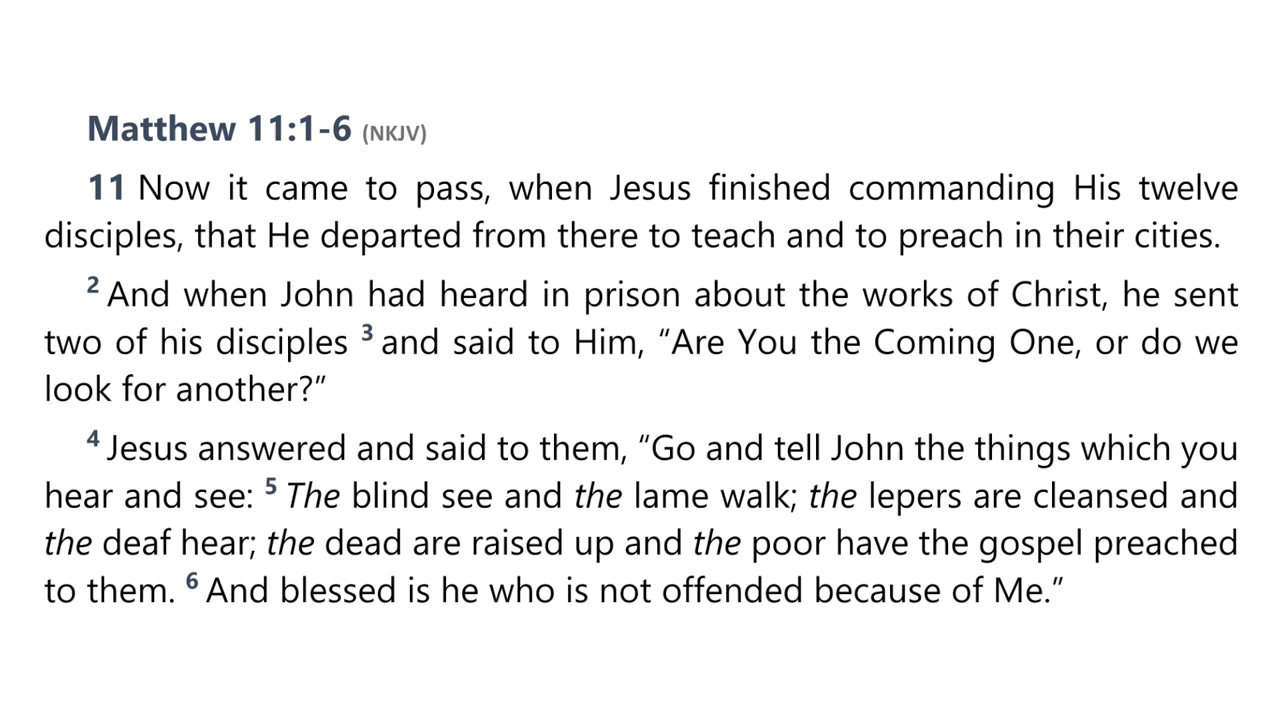 Matthew 11:1-6 (NKJV)
11 Now it came to pass, when Jesus finished commanding His twelve
disciples, that He departed from there to teach and to preach in their cities.
2 And when John had heard in prison about the works of Christ, he sent
two of his disciples 3 and said to Him, “Are You the Coming One, or do we
look for another?”
4 Jesus answered and said to them, “Go and tell John the things which you
hear and see: 5 The blind see and the lame walk; the lepers are cleansed and
the deaf hear; the dead are raised up and the poor have the gospel preached
to them. 6 And blessed is he who is not offended because of Me.”